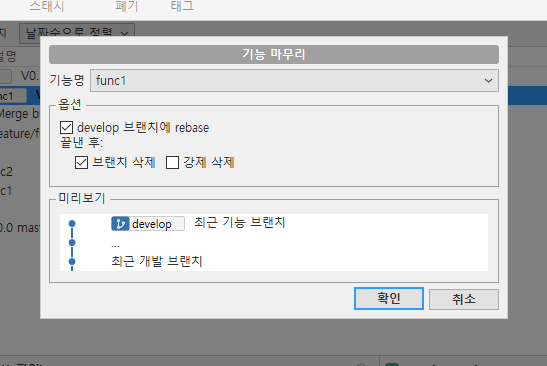 스태시 폐기 태그
날짜순으로 정렬
설명
V0.
nc1
Merge b
eature/f
c2
c1
0.0 mast
기능 마무리
기능명 func1
옵션
develop 브랜치에 rebase
끝낸 후:
브랜치 삭제 강제 삭제
미리보기
develop 최근 기능 브랜치
...
최근 개발 브랜치
확인 취소